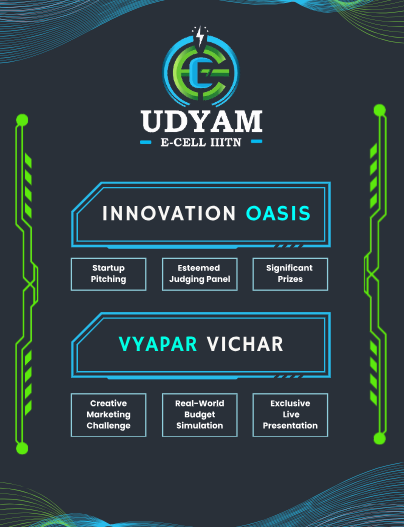 UDYAM
E-CELL IIITN
INNOVATION OASIS
Startup
Pitching
Esteemed
Judging Panel
Significant
Prizes
VYAPAR VICHAR
Creative
Marketing
Challenge
Real-World
Budget
Simulation
Exclusive
Live
Presentation